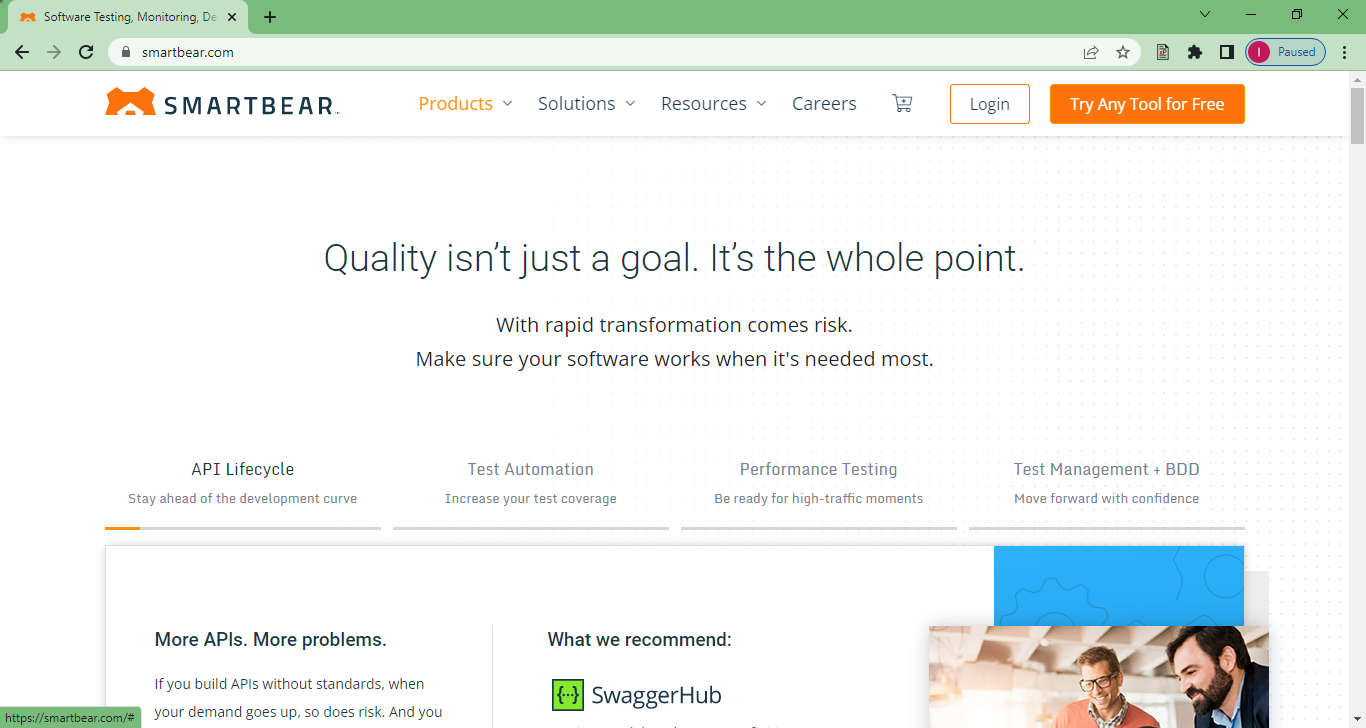 Software Testing, Monitoring, De
smartbear.com
I Paused
SMARTBEAR
Products Solutions Resources Careers Login Try Any Tool for Free
Quality isn’t just a goal. It’s the whole point.
With rapid transformation comes risk.
Make sure your software works when it's needed most.
API Lifecycle
Stay ahead of the development curve
Test Automation
Increase your test coverage
Performance Testing
Be ready for high-traffic moments
Test Management + BDD
Move forward with confidence
More APIs. More problems.
If you build APIs without standards, when
your demand goes up, so does risk. And you
What we recommend:
{···} SwaggerHub
https://smartbear.com/#